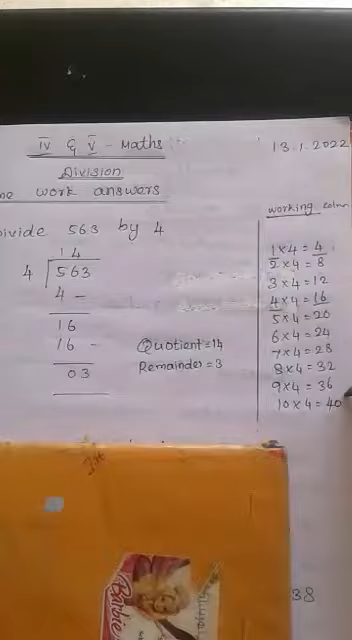 IV & V - Maths
13.1.2022
Division
work answers
working colum
divide 563 by 4
14
4 563
4 -
16
16 -
03
Quotient = 14
Remainder = 3
1 x 4 = 4
2 x 4 = 8
3 x 4 = 12
4 x 4 = 16
5 x 4 = 20
6 x 4 = 24
7 x 4 = 28
8 x 4 = 32
9 x 4 = 36
10 x 4 = 40
Barbie
38